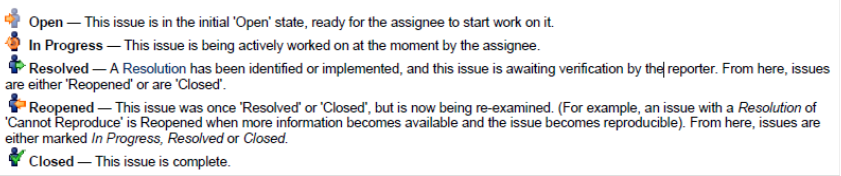 Open — This issue is in the initial 'Open' state, ready for the assignee to start work on it.
In Progress — This issue is being actively worked on at the moment by the assignee.
Resolved — A Resolution has been identified or implemented, and this issue is awaiting verification by the reporter. From here, issues
are either 'Reopened' or are 'Closed'.
Reopened — This issue was once 'Resolved' or 'Closed', but is now being re-examined. (For example, an issue with a Resolution of
'Cannot Reproduce' is Reopened when more information becomes available and the issue becomes reproducible). From here, issues are
either marked In Progress, Resolved or Closed.
Closed — This issue is complete.